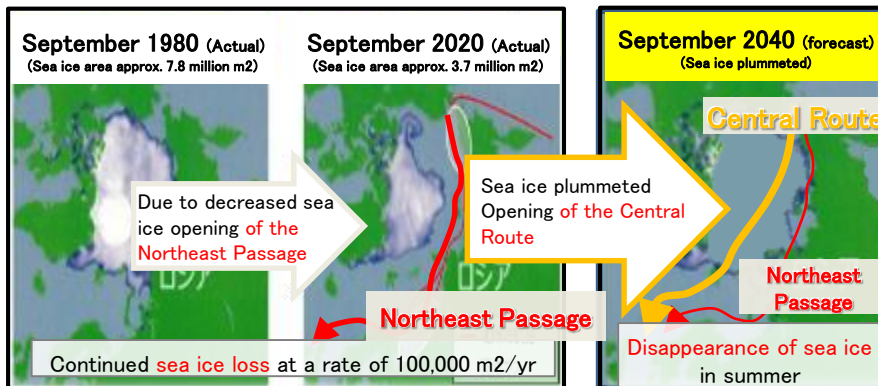 September 1980 (Actual)
(Sea ice area approx. 7.8 million m2)
September 2020 (Actual)
(Sea ice area approx. 3.7 million m2)
September 2040 (forecast)
(Sea ice plummeted)
Central Route
Due to decreased sea
ice opening of the
Northeast Passage
Sea ice plummeted
Opening of the Central
Route
ロシア
ロシア
Northeast Passage
Northeast
Passage
Continued sea ice loss at a rate of 100,000 m2/yr
Disappearance of sea ice
in summer